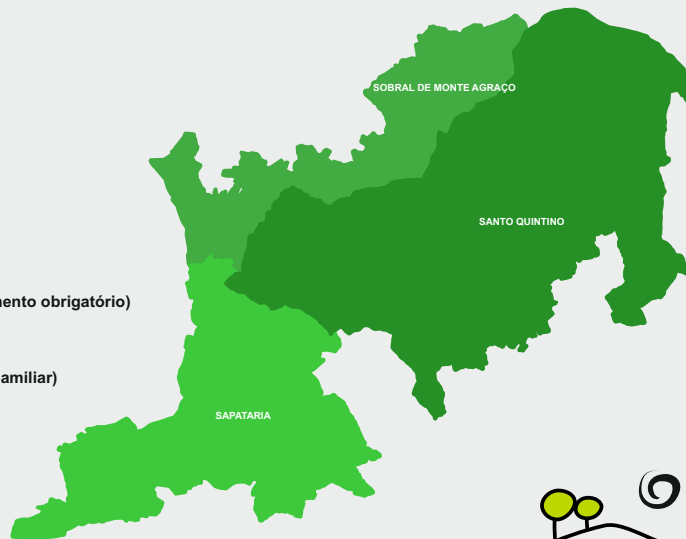 SOBRAL DE MONTE AGRAÇO
SANTO QUINTINO
mento obrigatório)
amiliar)
SAPATARIA